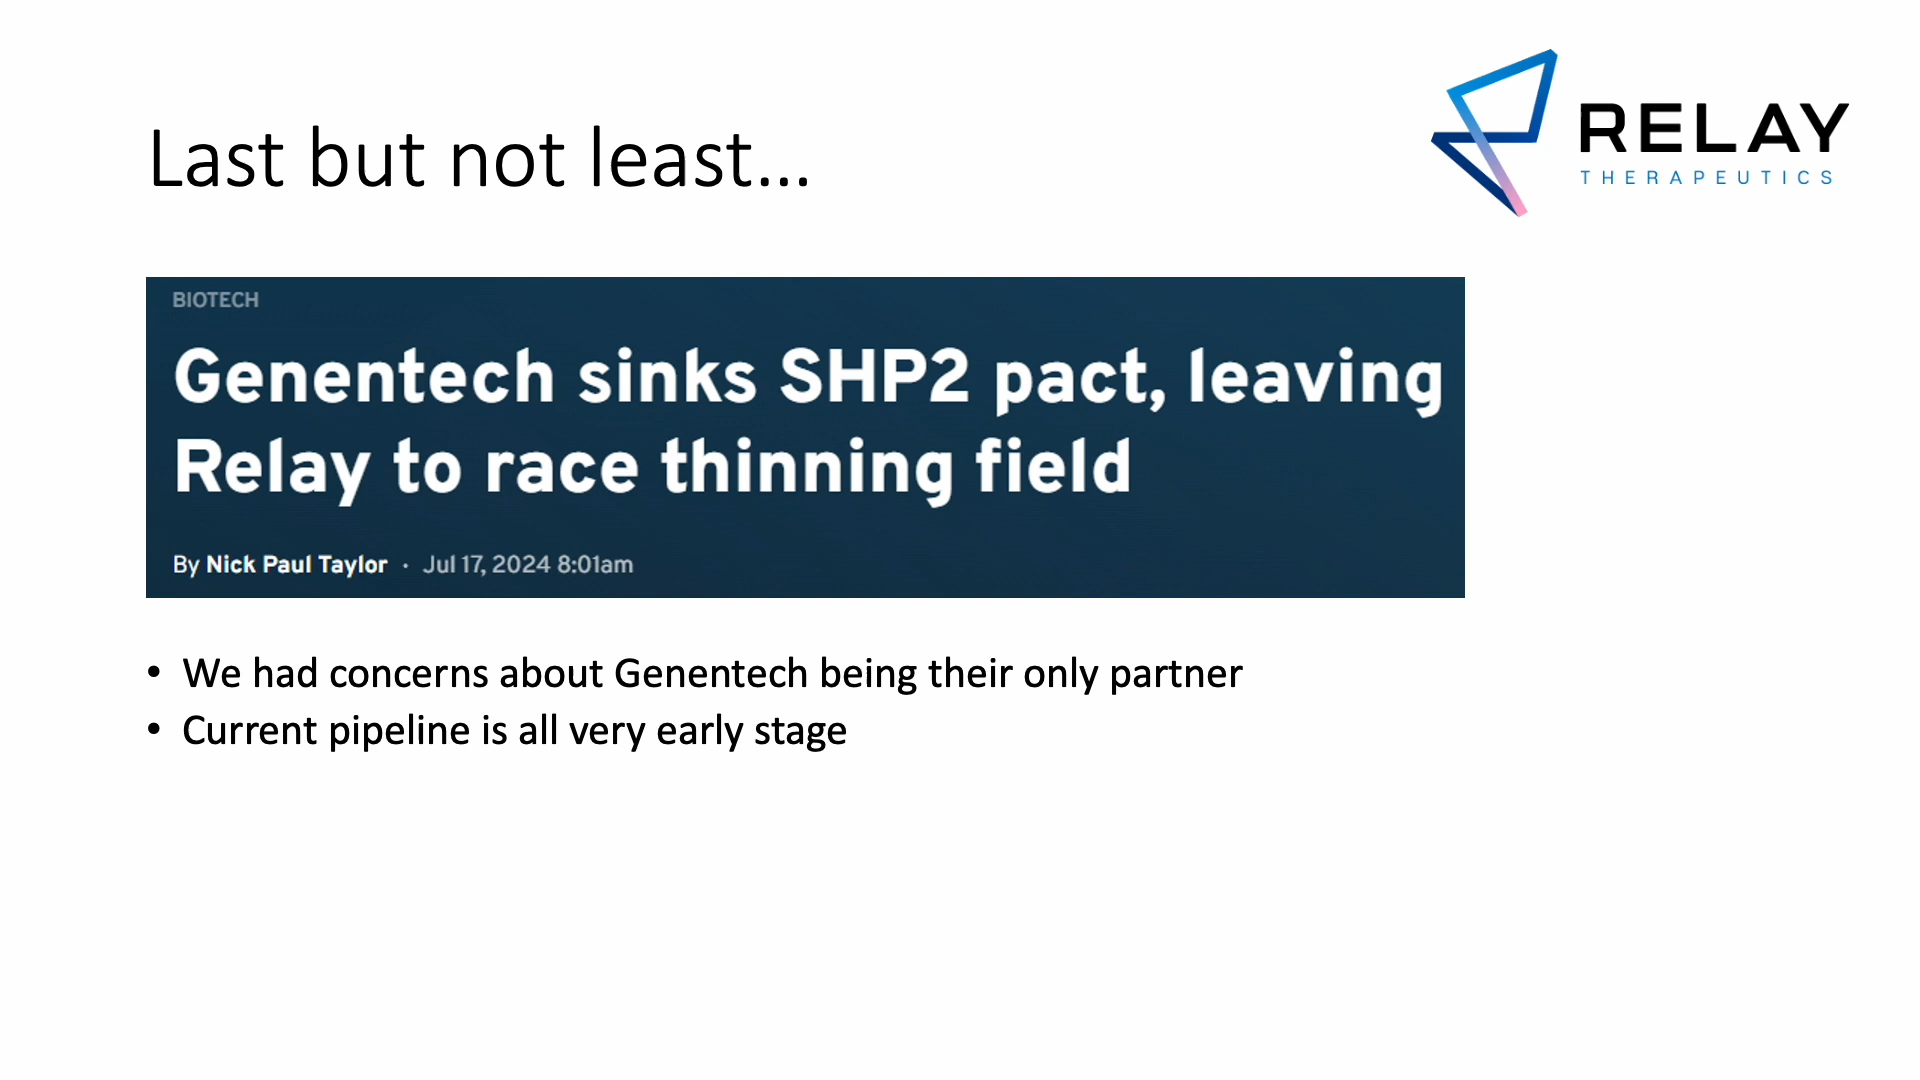 Last but not least...
RELAY
THERAPEUTICS
BIOTECH
Genentech sinks SHP2 pact, leaving
Relay to race thinning field
By Nick Paul Taylor · Jul 17, 2024 8:01am
• We had concerns about Genentech being their only partner
• Current pipeline is all very early stage